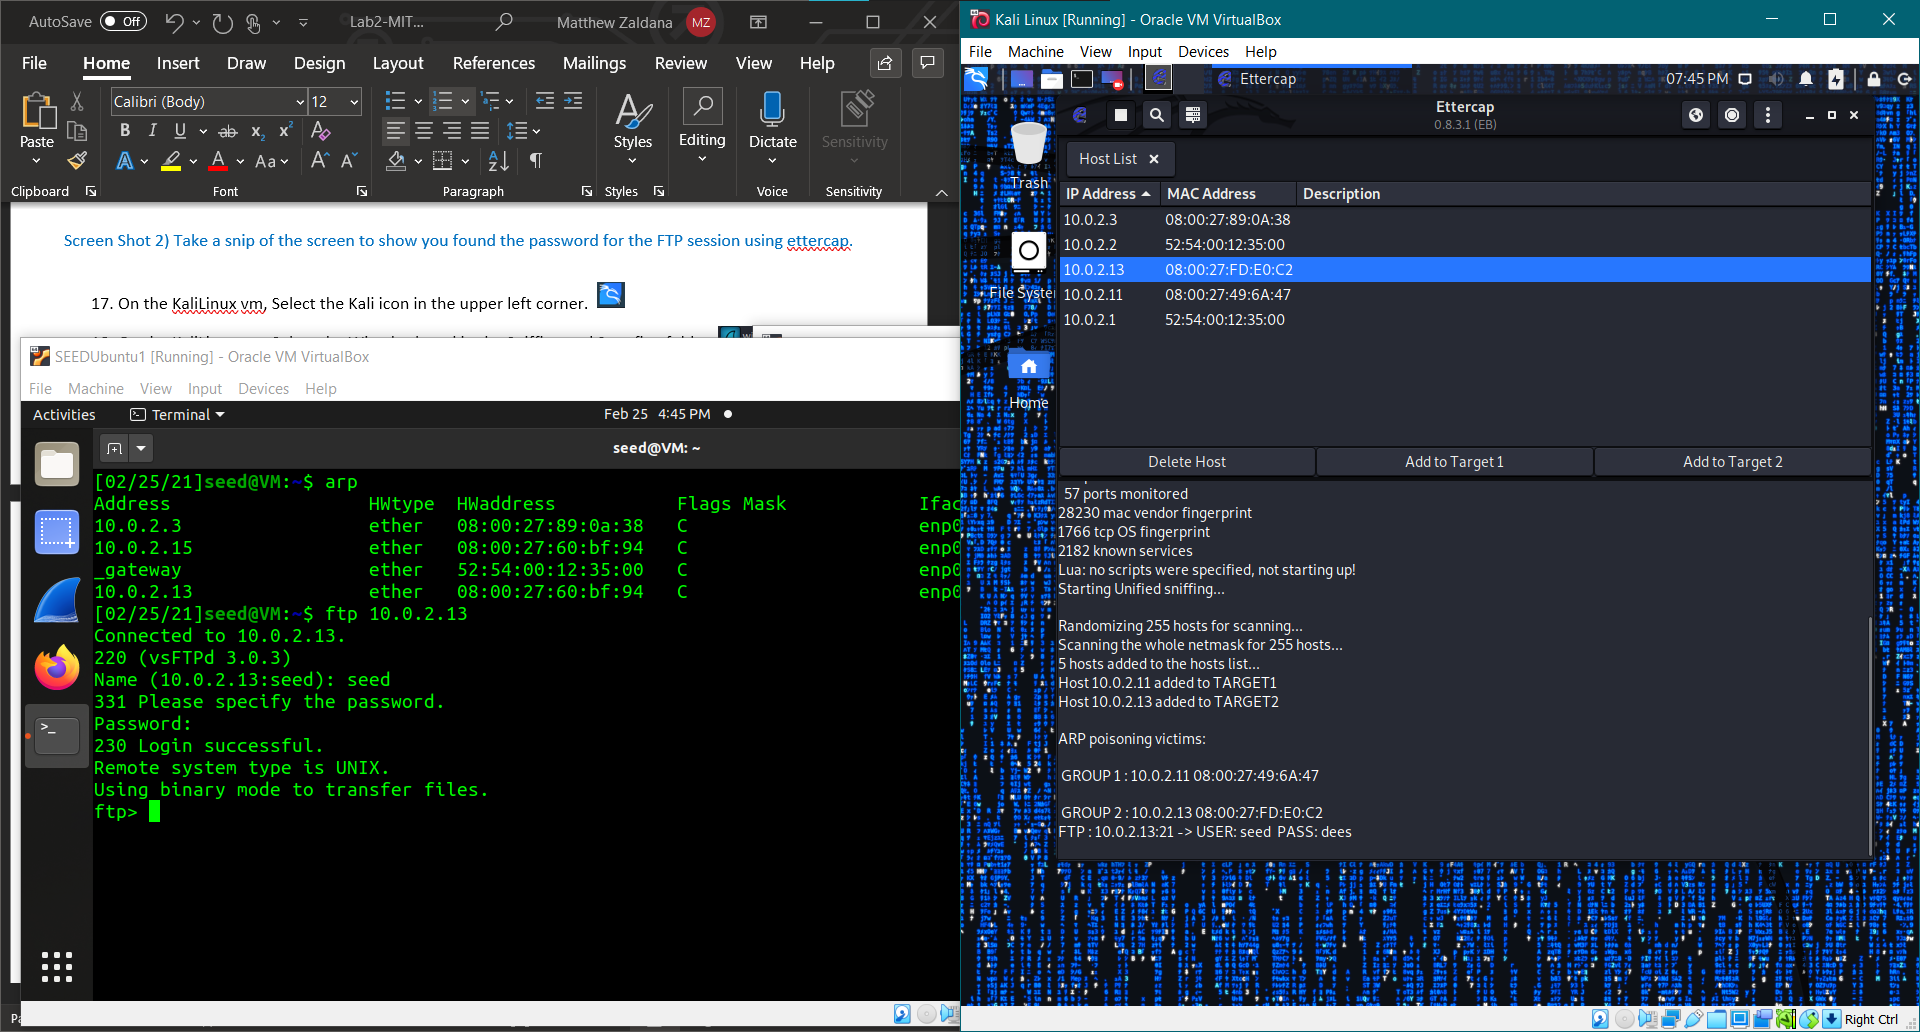 AutoSave Off Lab2-MIT... Matthew Zaldana MZ
File Home Insert Draw Design Layout References Mailings Review View Help
Paste
Calibri (Body) 12
B I U ab x2 x2 A
A A Aa A A
Styles
Editing
Dictate
Sensitivity
Clipboard Font Paragraph Styles Voice Sensitivity
Screen Shot 2) Take a snip of the screen to show you found the password for the FTP session using ettercap.
17. On the KaliLinux vm, Select the Kali icon in the upper left corner.
SEEDUbuntu1 [Running] - Oracle VM VirtualBox
File Machine View Input Devices Help
Activities Terminal Feb 25 4:45 PM
seed@VM: ~
[02/25/21]seed@VM:~$ arp
Address HWtype HWaddress Flags Mask Ifac
10.0.2.3 ether 08:00:27:89:0a:38 C enp0
10.0.2.15 ether 08:00:27:60:bf:94 C enp0
_gateway ether 52:54:00:12:35:00 C enp0
10.0.2.13 ether 08:00:27:60:bf:94 C enp0
[02/25/21]seed@VM:~$ ftp 10.0.2.13
Connected to 10.0.2.13.
220 (vsFTPd 3.0.3)
Name (10.0.2.13:seed): seed
331 Please specify the password.
Password:
230 Login successful.
Remote system type is UNIX.
Using binary mode to transfer files.
ftp>
Kali Linux [Running] - Oracle VM VirtualBox
File Machine View Input Devices Help
Ettercap 07:45 PM
Trash
File Syste
Home
Ettercap
0.8.3.1 (EB)
Host List ×
IP Address MAC Address Description
10.0.2.3 08:00:27:89:0A:38
10.0.2.2 52:54:00:12:35:00
10.0.2.13 08:00:27:FD:E0:C2
10.0.2.11 08:00:27:49:6A:47
10.0.2.1 52:54:00:12:35:00
Delete Host Add to Target 1 Add to Target 2
57 ports monitored
28230 mac vendor fingerprint
1766 tcp OS fingerprint
2182 known services
Lua: no scripts were specified, not starting up!
Starting Unified sniffing...
Randomizing 255 hosts for scanning...
Scanning the whole netmask for 255 hosts...
5 hosts added to the hosts list...
Host 10.0.2.11 added to TARGET1
Host 10.0.2.13 added to TARGET2
ARP poisoning victims:
GROUP 1 : 10.0.2.11 08:00:27:49:6A:47
GROUP 2 : 10.0.2.13 08:00:27:FD:E0:C2
FTP : 10.0.2.13:21 -> USER: seed PASS: dees
Right Ctrl